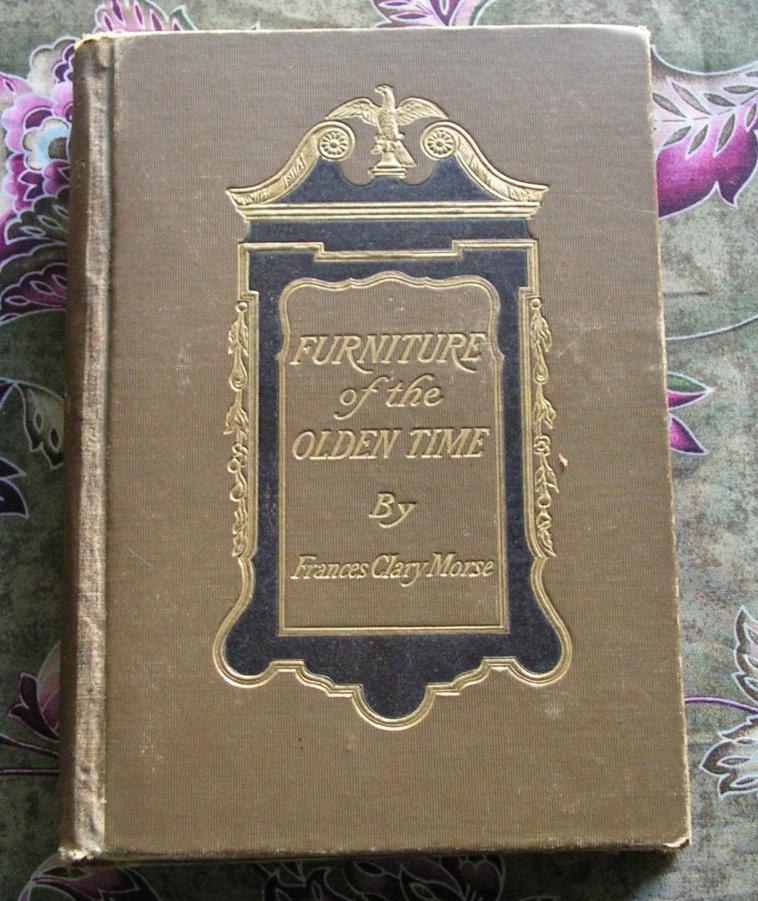 FURNITURE
of the
OLDEN TIME
By
Frances Clary Morse